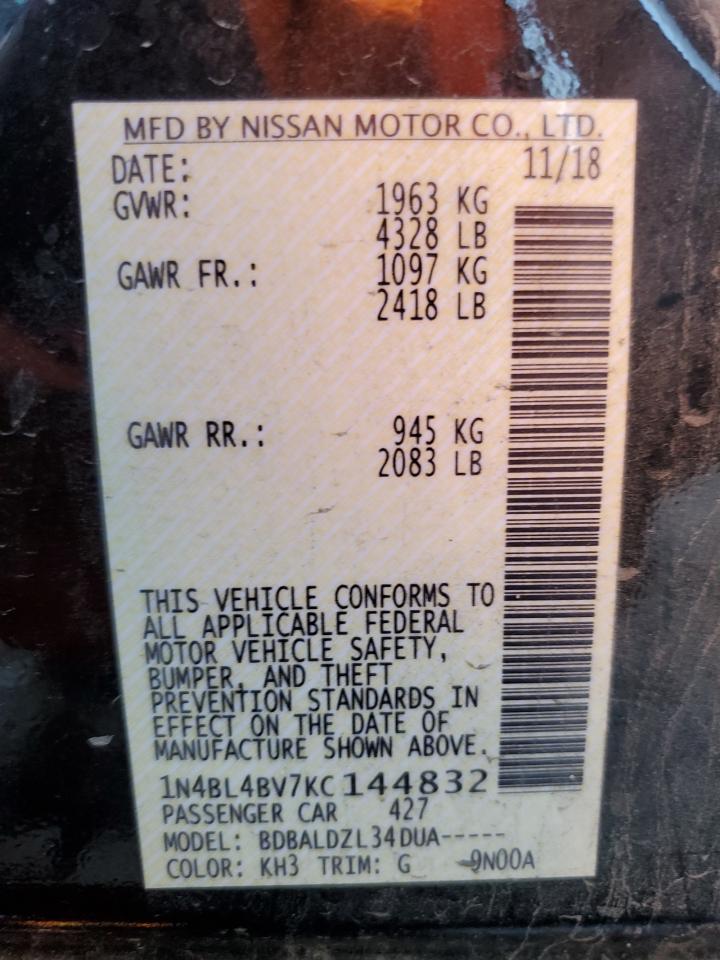 MFD BY NISSAN MOTOR CO., LTD.
DATE: 11/18
GVWR: 1963 KG
4328 LB
GAWR FR.: 1097 KG
2418 LB
GAWR RR.: 945 KG
2083 LB
THIS VEHICLE CONFORMS TO
ALL APPLICABLE FEDERAL
MOTOR VEHICLE SAFETY,
BUMPER, AND THEFT
PREVENTION STANDARDS IN
EFFECT ON THE DATE OF
MANUFACTURE SHOWN ABOVE.
1N4BL4BV7KC144832
PASSENGER CAR 427
MODEL: BDBALDZL34DUA-----
COLOR: KH3 TRIM: G 9N00A